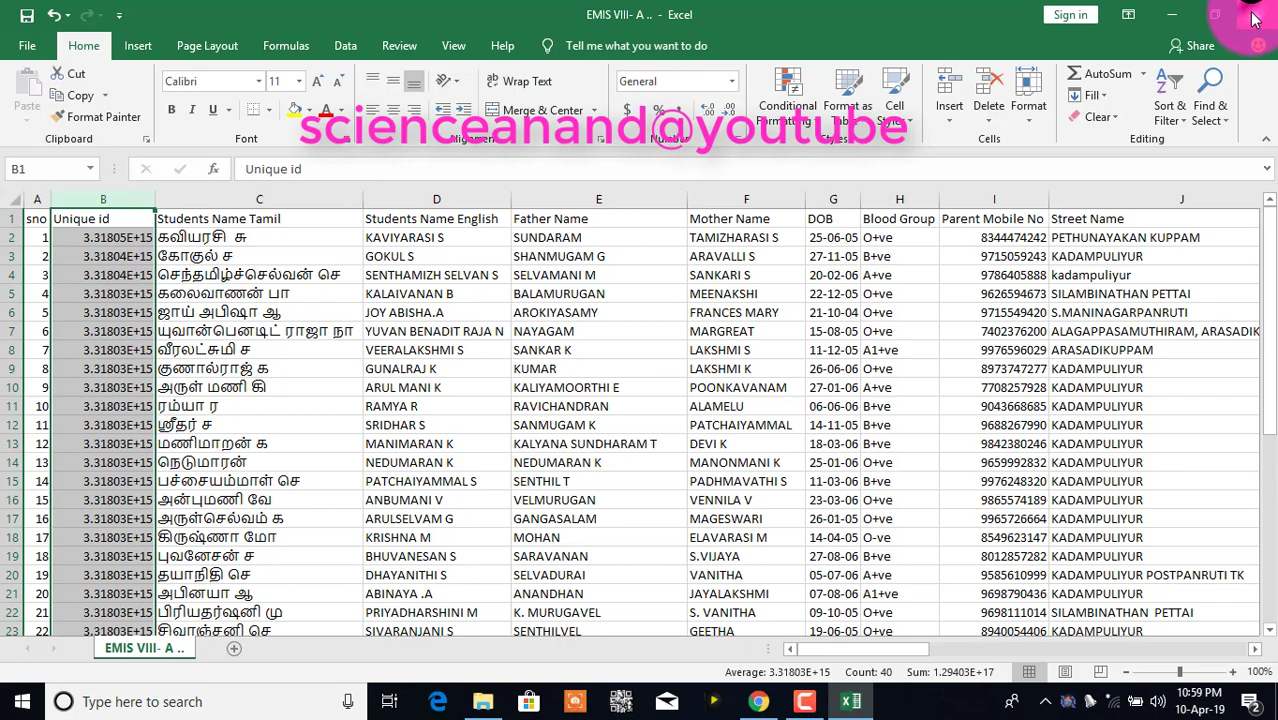 EMIS VIII- A .. - Excel
Sign in
File Home Insert Page Layout Formulas Data Review View Help Tell me what you want to do Share
Paste Cut Calibri 11 Wrap Text General Conditional Formatting Format as Table Cell Styles Insert Delete Format AutoSum Sort & Filter Find & Select
Copy B I U Merge & Center $ % Fill
Format Painter Clear
Clipboard Font Alignment Number Styles Cells Editing
scienceanand@youtube
B1 fx Unique id
A B C D E F G H I J
1 sno Unique id Students Name Tamil Students Name English Father Name Mother Name DOB Blood Group Parent Mobile No Street Name
2 1 3.31805E+15 கவியரசி சு KAVIYARASI S SUNDARAM TAMIZHARASI S 25-06-05 O+ve 8344474242 PETHUNAYAKAN KUPPAM
3 2 3.31804E+15 கோகுல் ச GOKUL S SHANMUGAM G ARAVALLI S 27-11-05 B+ve 9715059243 KADAMPULIYUR
4 3 3.31804E+15 செந்தமிழ்ச்செல்வன் செ SENTHAMIZH SELVAN S SELVAMANI M SANKARI S 20-02-06 A+ve 9786405888 kadampuliyur
5 4 3.31803E+15 கலைவாணன் பா KALAIVANAN B BALAMURUGAN MEENAKSHI 22-12-05 O+ve 9626594673 SILAMBINATHAN PETTAI
6 5 3.31803E+15 ஜாய் அபிஷா ஆ JOY ABISHA.A AROKIYASAMY FRANCES MARY 21-10-04 O+ve 9715549420 S.MANINAGARPANRUTI
7 6 3.31803E+15 யுவான்பெனடிட் ராஜா நா YUVAN BENADIT RAJA N NAYAGAM MARGREAT 15-08-05 O+ve 7402376200 ALAGAPPASAMUTHIRAM, ARASADIK
8 7 3.31803E+15 வீரலட்சுமி ச VEERALAKSHMI S SANKAR K LAKSHMI S 11-12-05 A1+ve 9976596029 ARASADIKUPPAM
9 8 3.31803E+15 குணால்ராஜ் க GUNALRAJ K KUMAR LAKSHMI K 26-06-06 O+ve 8973747277 KADAMPULIYUR
10 9 3.31803E+15 அருள் மணி கி ARUL MANI K KALIYAMOORTHI E POONKAVANAM 27-01-06 A+ve 7708257928 KADAMPULIYUR
11 10 3.31803E+15 ரம்யா ர RAMYA R RAVICHANDRAN ALAMELU 06-06-06 B+ve 9043668685 KADAMPULIYUR
12 11 3.31803E+15 ஸ்ரீதர் ச SRIDHAR S SANMUGAM K PATCHAIYAMMAL 14-11-05 B+ve 9688267990 KADAMPULIYUR
13 12 3.31803E+15 மணிமாறன் க MANIMARAN K KALYANA SUNDHARAM T DEVI K 18-03-06 B+ve 9842380246 KADAMPULIYUR
14 13 3.31803E+15 நெடுமாரன் NEDUMARAN K NEDUMARAN K MANONMANI K 25-01-06 B+ve 9659992832 KADAMPULIYUR
15 14 3.31803E+15 பச்சையம்மாள் செ PATCHAIYAMMAL S SENTHIL T PADHMAVATHI S 03-11-05 B+ve 9976248320 KADAMPULIYUR
16 15 3.31803E+15 அன்புமணி வே ANBUMANI V VELMURUGAN VENNILA V 23-03-06 O+ve 9865574189 KADAMPULIYUR
17 16 3.31803E+15 அருள்செல்வம் க ARULSELVAM G GANGASALAM MAGESWARI 26-01-05 O+ve 9965726664 KADAMPULIYUR
18 17 3.31803E+15 கிருஷ்ணா மோ KRISHNA M MOHAN ELAVARASI M 14-04-05 O-ve 8549623147 KADAMPULIYUR
19 18 3.31803E+15 புவனேசன் ச BHUVANESAN S SARAVANAN S.VIJAYA 27-08-06 B+ve 8012857282 KADAMPULIYUR
20 19 3.31803E+15 தயாநிதி செ DHAYANITHI S SELVADURAI VANITHA 05-07-06 A+ve 9585610999 KADAMPULIYUR POSTPANRUTI TK
21 20 3.31803E+15 அபினயா ஆ ABINAYA .A ANANDHAN JAYALAKSHMI 07-08-06 A1+ve 9698790436 KADAMPULIYUR
22 21 3.31803E+15 பிரியதர்ஷனி மு PRIYADHARSHINI M K. MURUGAVEL S. VANITHA 09-10-05 O+ve 9698111014 SILAMBINATHAN PETTAI
23 22 3.31803E+15 சிவாஞ்சனி செ SIVARANJANI S SENTHILVEL GEETHA 19-06-05 O+ve 8940054406 KADAMPULIYUR
EMIS VIII- A ..
Average: 3.31803E+15 Count: 40 Sum: 1.29403E+17 100%
Type here to search 10:59 PM
10-Apr-19
2